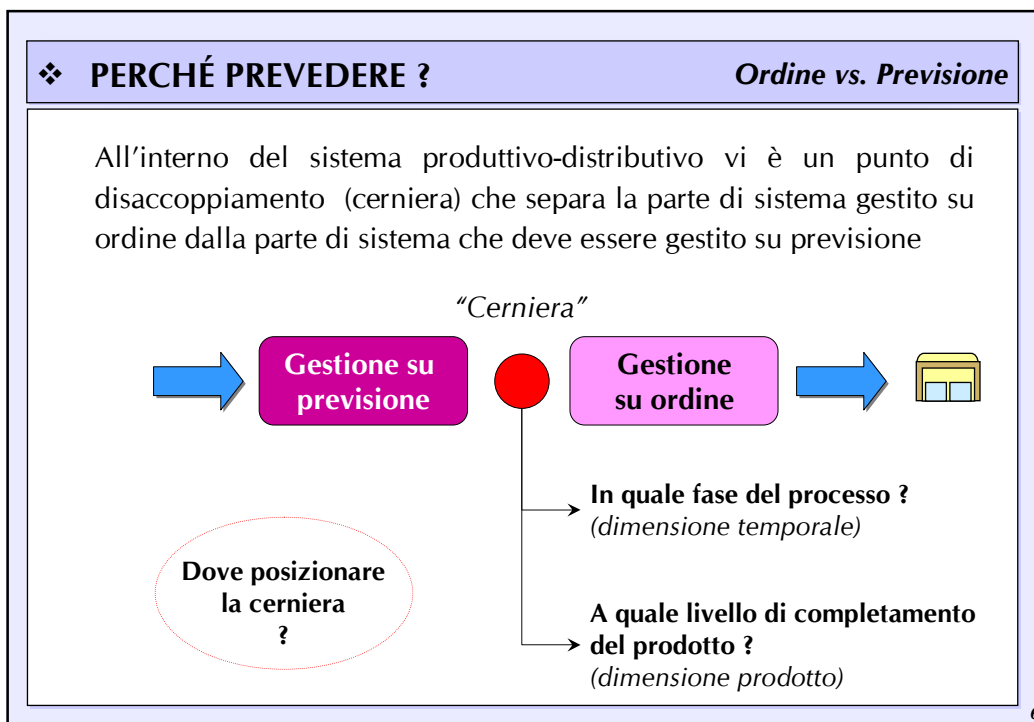 ❖ PERCHÉ PREVEDERE ? Ordine vs. Previsione
All’interno del sistema produttivo-distributivo vi è un punto di
disaccoppiamento (cerniera) che separa la parte di sistema gestito su
ordine dalla parte di sistema che deve essere gestito su previsione
“Cerniera”
Gestione su
previsione
Gestione
su ordine
In quale fase del processo ?
(dimensione temporale)
Dove posizionare
la cerniera
?
A quale livello di completamento
del prodotto ?
(dimensione prodotto)